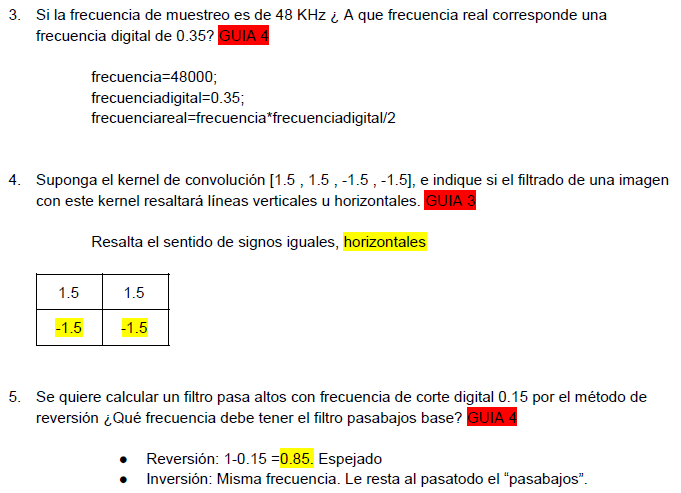 3. Si la frecuencia de muestreo es de 48 KHz ¿ A que frecuencia real corresponde una
frecuencia digital de 0.35? GUIA 4
frecuencia=48000;
frecuenciadigital=0.35;
frecuenciareal=frecuencia*frecuenciadigital/2
4. Suponga el kernel de convolución [1.5 , 1.5 , -1.5 , -1.5], e indique si el filtrado de una imagen
con este kernel resaltará líneas verticales u horizontales. GUIA 3
Resalta el sentido de signos iguales, horizontales
1.5 1.5
-1.5 -1.5
5. Se quiere calcular un filtro pasa altos con frecuencia de corte digital 0.15 por el método de
reversión ¿Qué frecuencia debe tener el filtro pasabajos base? GUIA 4
● Reversión: 1-0.15 =0.85. Espejado
● Inversión: Misma frecuencia. Le resta al pasatodo el “pasabajos”.